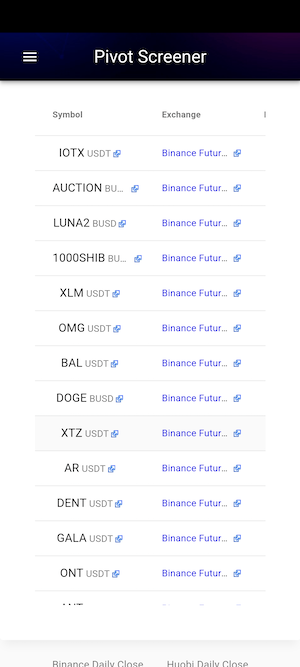 Pivot Screener
Symbol Exchange
IOTX USDT Binance Futur...
AUCTION BU... Binance Futur...
LUNA2 BUSD Binance Futur...
1000SHIB BU... Binance Futur...
XLM USDT Binance Futur...
OMG USDT Binance Futur...
BAL USDT Binance Futur...
DOGE BUSD Binance Futur...
XTZ USDT Binance Futur...
AR USDT Binance Futur...
DENT USDT Binance Futur...
GALA USDT Binance Futur...
ONT USDT Binance Futur...
Binance Daily Close Huobi Daily Close